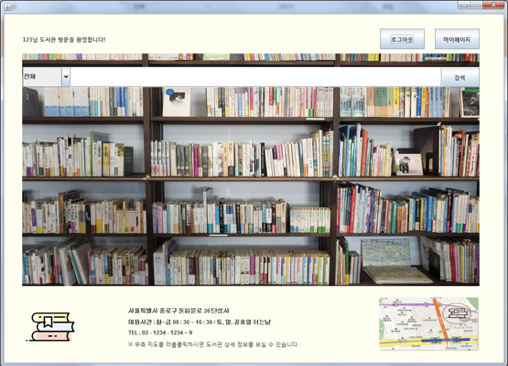 123님 도서관 방문을 환영합니다!
로그아웃
마이페이지
전체
검색
서울특별시 종로구 돈화문로 26 단성사
이용시간 : 월~금 08 : 30 ~ 16 : 30 / 토, 일, 공휴일 쉬는날
TEL : 02 - 1234 - 1234 ~ 9
※ 우측 지도를 더블클릭하시면 도서관 상세 정보를 보실 수 있습니다.